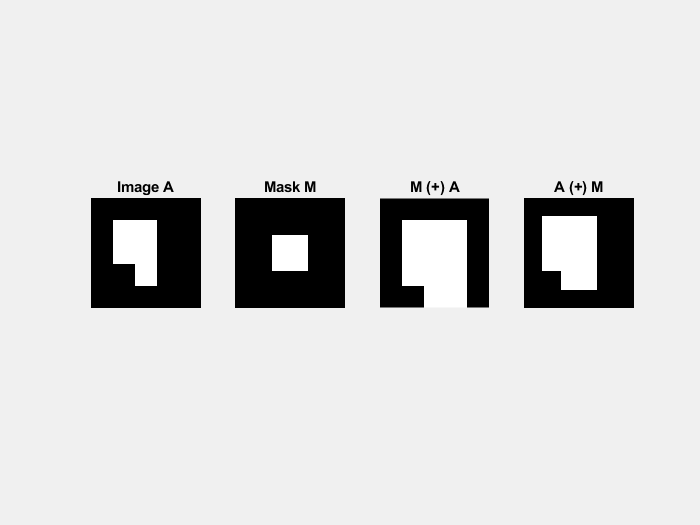 Image A
Mask M
M (+) A
A (+) M